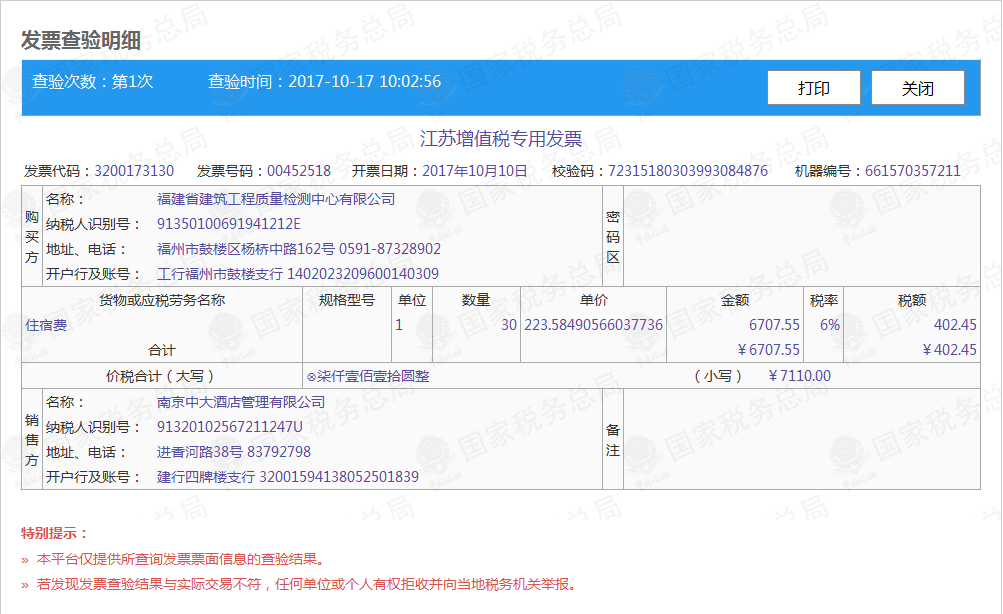 发票查验明细
查验次数：第1次 查验时间：2017-10-17 10:02:56 打印 关闭
江苏增值税专用发票
发票代码：3200173130 发票号码：00452518 开票日期：2017年10月10日 校验码：72315180303993084876 机器编号：661570357211
购买方
名称： 福建省建筑工程质量检测中心有限公司
纳税人识别号： 91350100691941212E
地址、电话： 福州市鼓楼区杨桥中路162号 0591-87328902
开户行及账号： 工行福州市鼓楼支行 1402023209600140309
密码区
货物或应税劳务名称 规格型号 单位 数量 单价 金额 税率 税额
住宿费 1 30 223.58490566037736 6707.55 6% 402.45
合计 ￥6707.55 ￥402.45
价税合计（大写） ⊗柒仟壹佰壹拾圆整 （小写） ￥7110.00
销售方
名称： 南京中大酒店管理有限公司
纳税人识别号： 91320102567211247U
地址、电话： 进香河路38号 83792798
开户行及账号： 建行四牌楼支行 32001594138052501839
备注
特别提示：
» 本平台仅提供所查询发票票面信息的查验结果。
» 若发现发票查验结果与实际交易不符，任何单位或个人有权拒收并向当地税务机关举报。
国家税务总局